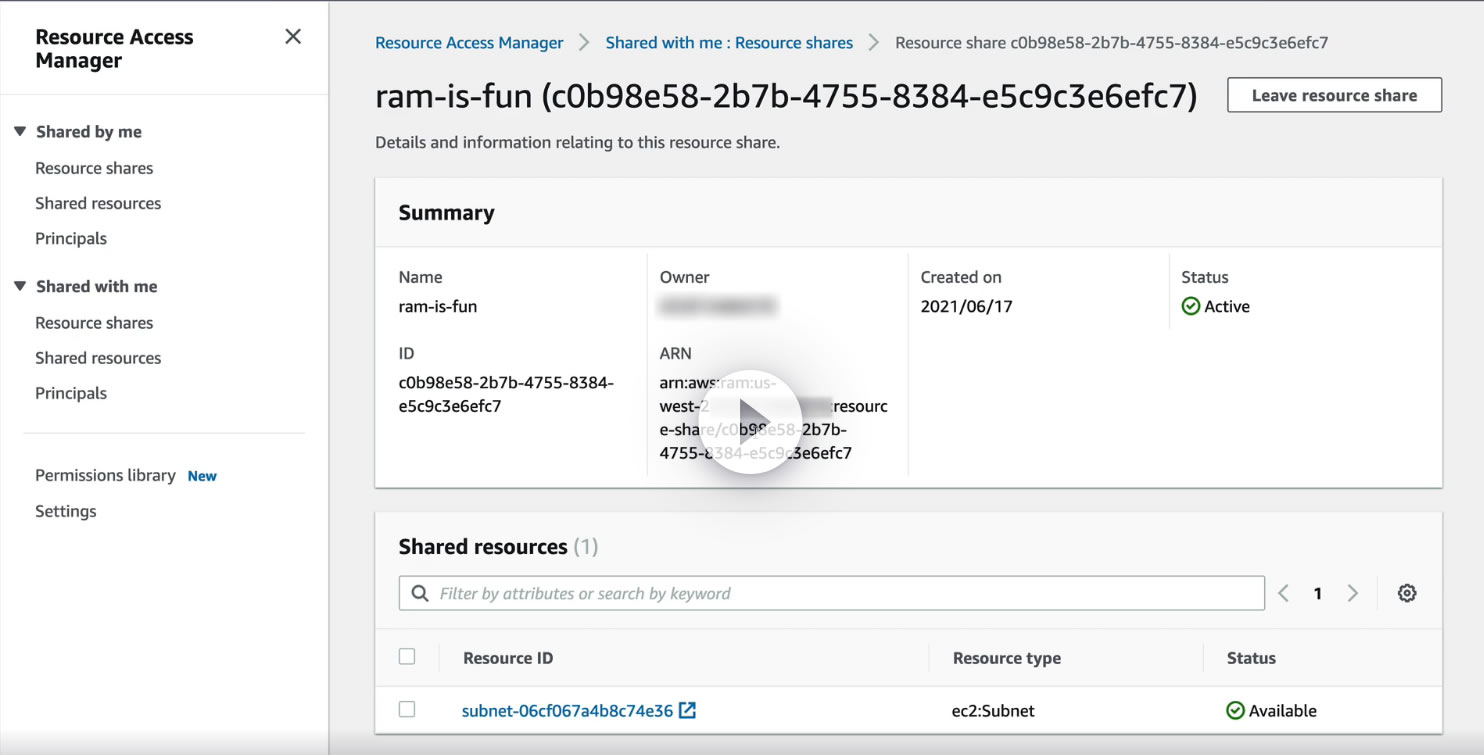 Resource Access
Manager
Shared by me
Resource shares
Shared resources
Principals
Shared with me
Resource shares
Shared resources
Principals
Permissions library New
Settings
Resource Access Manager > Shared with me : Resource shares > Resource share c0b98e58-2b7b-4755-8384-e5c9c3e6efc7
ram-is-fun (c0b98e58-2b7b-4755-8384-e5c9c3e6efc7)
Leave resource share
Details and information relating to this resource share.
Summary
Name
ram-is-fun
ID
c0b98e58-2b7b-4755-8384-
e5c9c3e6efc7
Owner
ARN
arn:aws:ram:us-
west-2 :resourc
e-share/c0b98e58-2b7b-
4755-8384-e5c9c3e6efc7
Created on
2021/06/17
Status
Active
Shared resources (1)
Filter by attributes or search by keyword
1
Resource ID Resource type Status
subnet-06cf067a4b8c74e36 ec2:Subnet Available